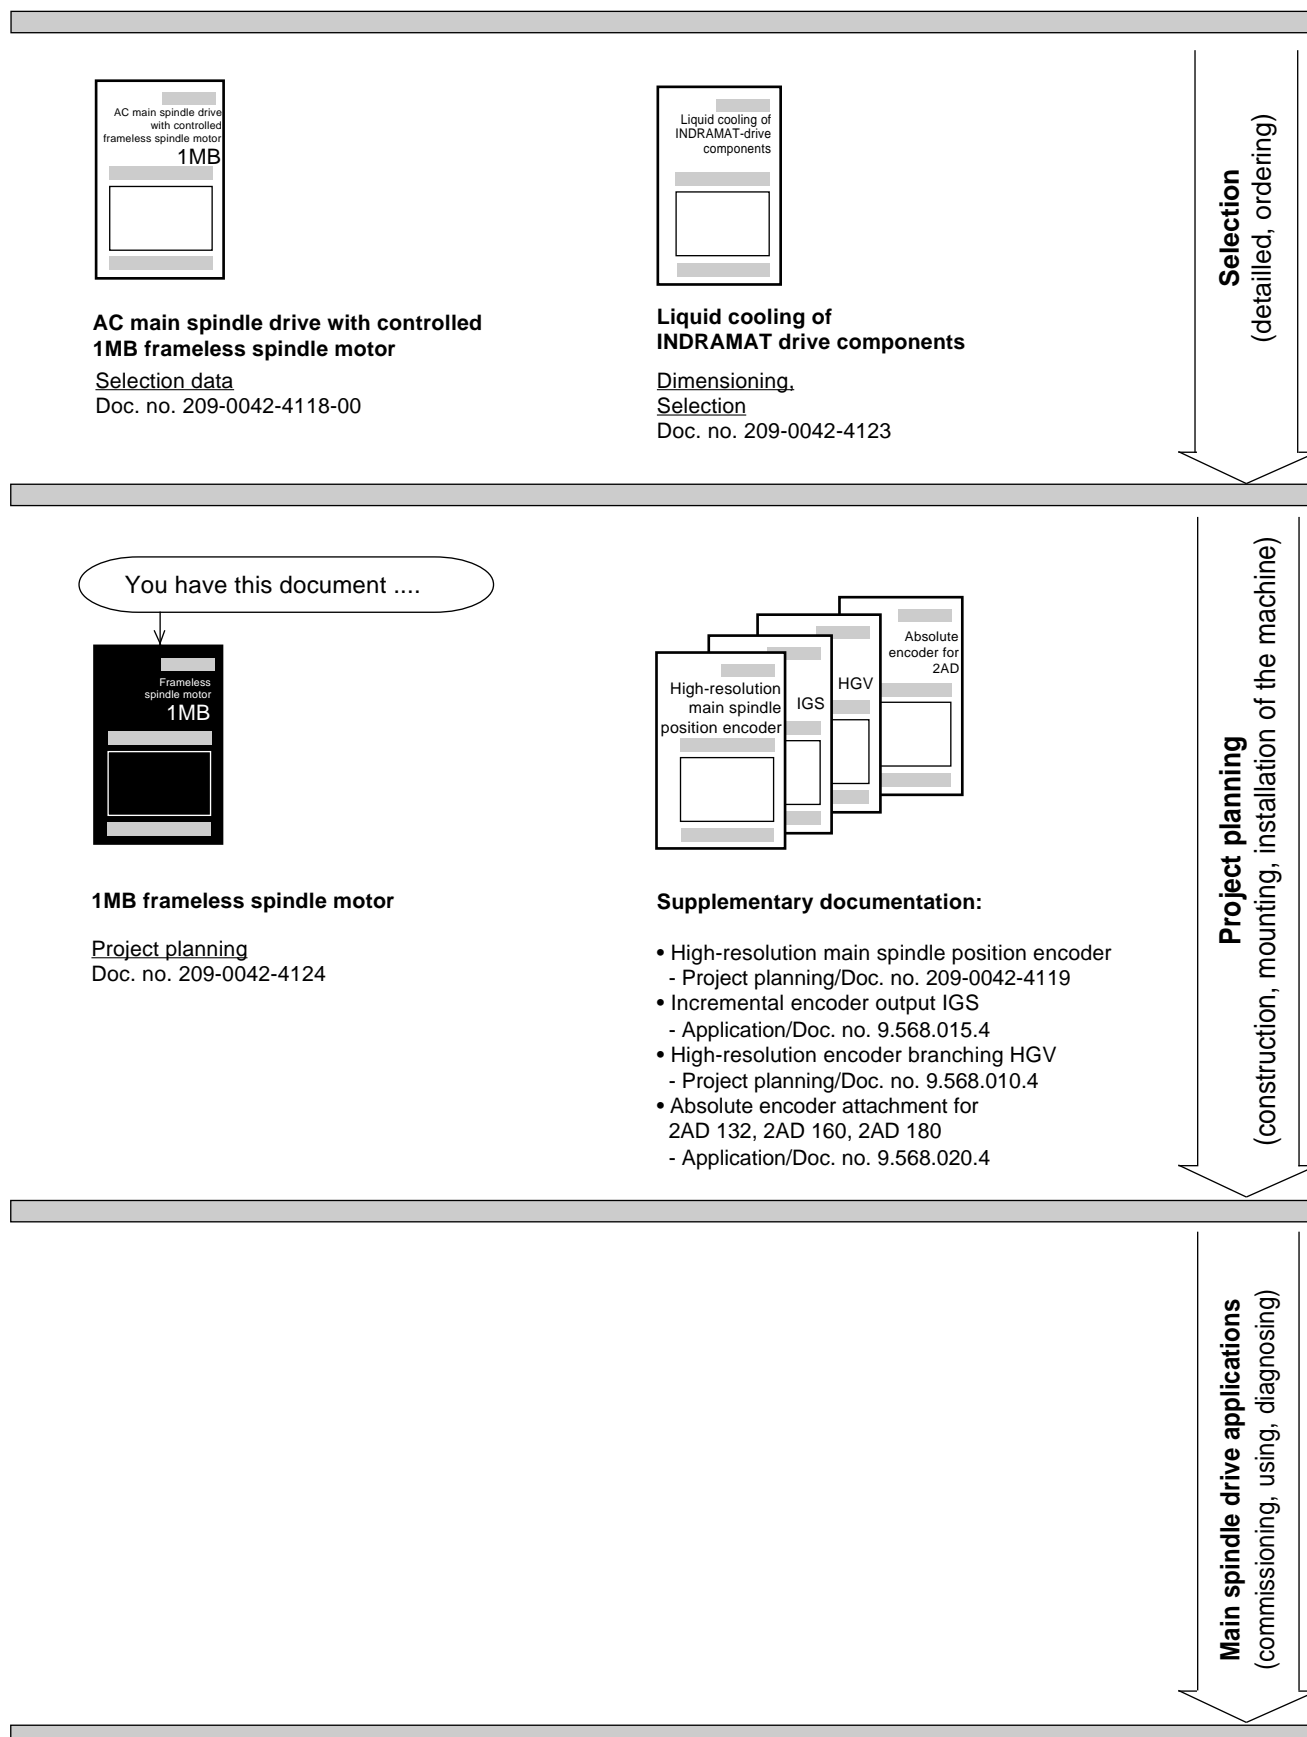 AC main spindle drive
with controlled
frameless spindle motor
1MB
AC main spindle drive with controlled
1MB frameless spindle motor
Selection data
Doc. no. 209-0042-4118-00
Liquid cooling of
INDRAMAT-drive
components
Liquid cooling of
INDRAMAT drive components
Dimensioning,
Selection
Doc. no. 209-0042-4123
Selection
(detailled, ordering)
You have this document ....
Frameless
spindle motor
1MB
1MB frameless spindle motor
Project planning
Doc. no. 209-0042-4124
High-resolution
main spindle
position encoder
IGS
HGV
Absolute
encoder for
2AD
Supplementary documentation:
• High-resolution main spindle position encoder
- Project planning/Doc. no. 209-0042-4119
• Incremental encoder output IGS
- Application/Doc. no. 9.568.015.4
• High-resolution encoder branching HGV
- Project planning/Doc. no. 9.568.010.4
• Absolute encoder attachment for
2AD 132, 2AD 160, 2AD 180
- Application/Doc. no. 9.568.020.4
Project planning
(construction, mounting, installation of the machine)
Main spindle drive applications
(commissioning, using, diagnosing)